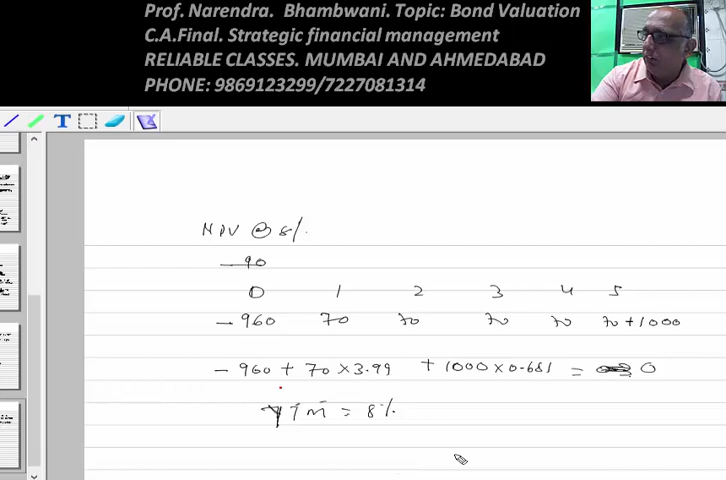 Prof. Narendra. Bhambwani. Topic: Bond Valuation
C.A.Final. Strategic financial management
RELIABLE CLASSES. MUMBAI AND AHMEDABAD
PHONE: 9869123299/7227081314
T
NPV @ 8%.
— 90
0 1 2 3 4 5
- 960 70 70 70 70 70 + 1000
- 960 + 70 × 3.99 + 1000 × 0.681 = 0
YTM = 8%